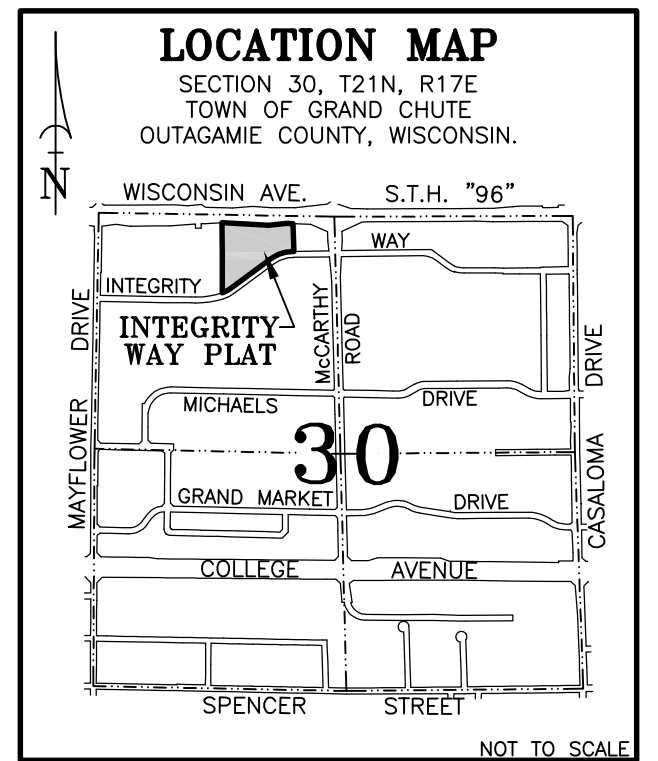 LOCATION MAP
SECTION 30, T21N, R17E
TOWN OF GRAND CHUTE
OUTAGAMIE COUNTY, WISCONSIN.
N
WISCONSIN AVE.
S.T.H. "96"
WAY
INTEGRITY
INTEGRITY
WAY PLAT
MAYFLOWER DRIVE
McCARTHY
ROAD
CASALOMA DRIVE
MICHAELS
DRIVE
30
GRAND MARKET
DRIVE
COLLEGE
AVENUE
SPENCER
STREET
NOT TO SCALE